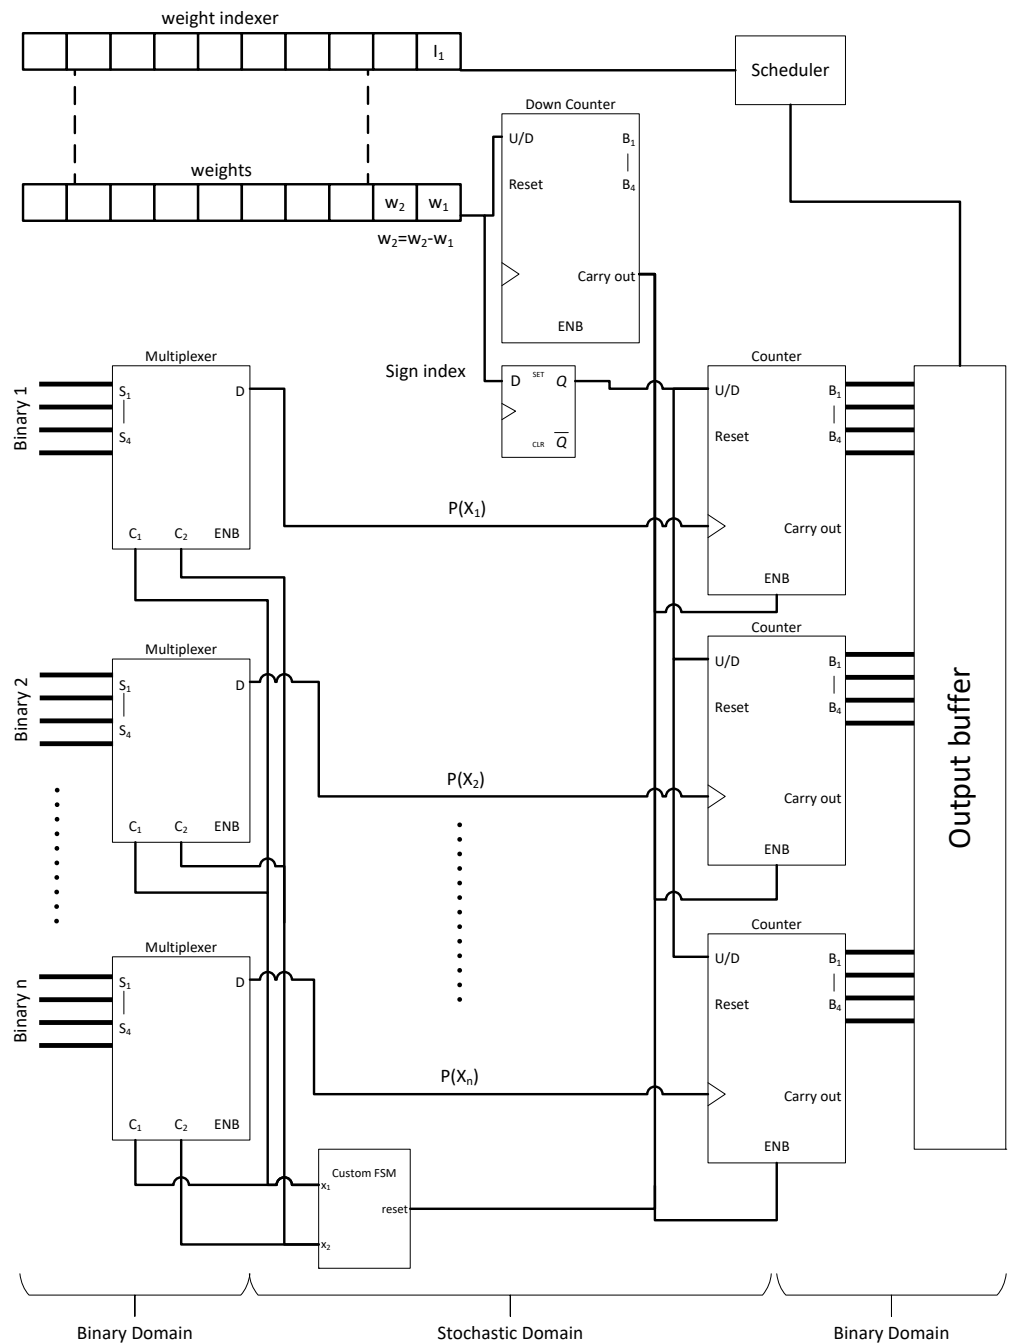 weight indexer
I₁
Scheduler
Down Counter
U/D
B₁
Reset
B₄
weights
w₂
w₁
w₂=w₂-w₁
Carry out
ENB
Sign index
D
SET
Q
CLR
Q̅
Multiplexer
Binary 1
S₁
S₄
D
C₁
C₂
ENB
P(X₁)
Counter
U/D
B₁
Reset
B₄
Carry out
ENB
Multiplexer
Binary 2
S₁
S₄
D
C₁
C₂
ENB
P(X₂)
Counter
U/D
B₁
Reset
B₄
Carry out
ENB
Output buffer
Multiplexer
Binary n
S₁
S₄
D
C₁
C₂
ENB
P(Xₙ)
Counter
U/D
B₁
Reset
B₄
Carry out
ENB
Custom FSM
x₁
reset
x₂
Binary Domain
Stochastic Domain
Binary Domain